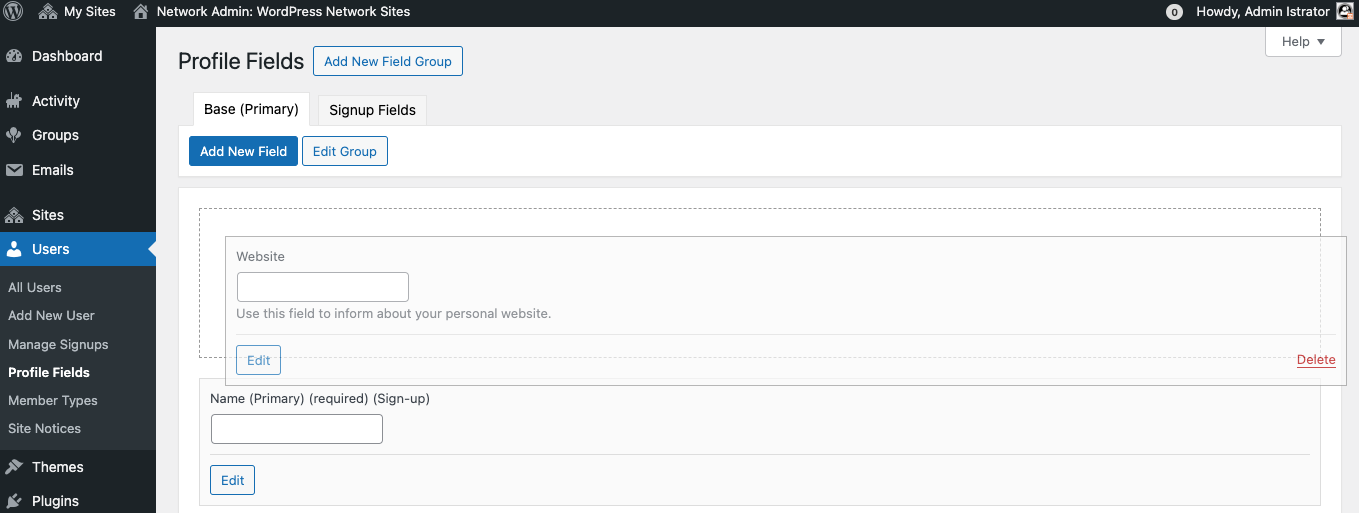 My Sites Network Admin: WordPress Network Sites 0 Howdy, Admin Istrator
Dashboard
Activity
Groups
Emails
Sites
Users
All Users
Add New User
Manage Signups
Profile Fields
Member Types
Site Notices
Themes
Plugins
Help
Profile Fields Add New Field Group
Base (Primary) Signup Fields
Add New Field Edit Group
Website
Use this field to inform about your personal website.
Edit Delete
Name (Primary) (required) (Sign-up)
Edit